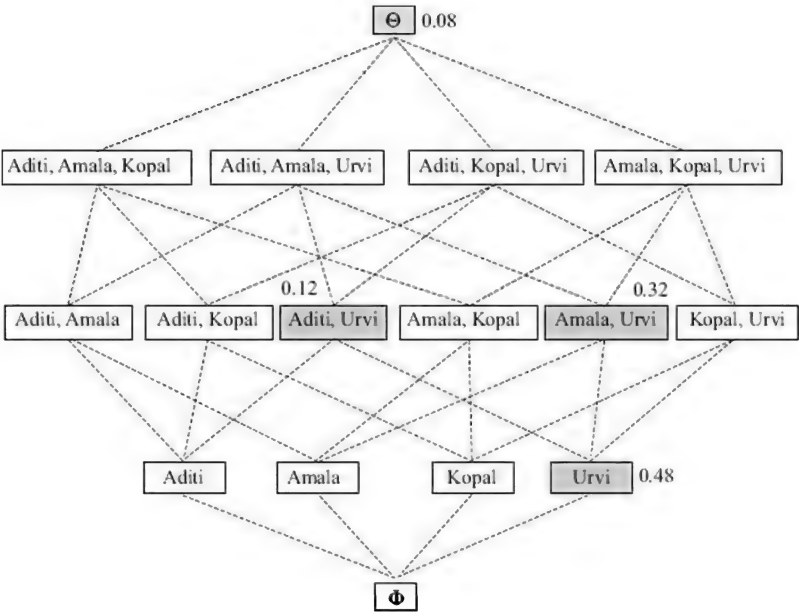 Θ 0.08
Aditi, Amala, Kopal Aditi, Amala, Urvi Aditi, Kopal, Urvi Amala, Kopal, Urvi
0.12 0.32
Aditi, Amala Aditi, Kopal Aditi, Urvi Amala, Kopal Amala, Urvi Kopal, Urvi
Aditi Amala Kopal Urvi 0.48
Φ